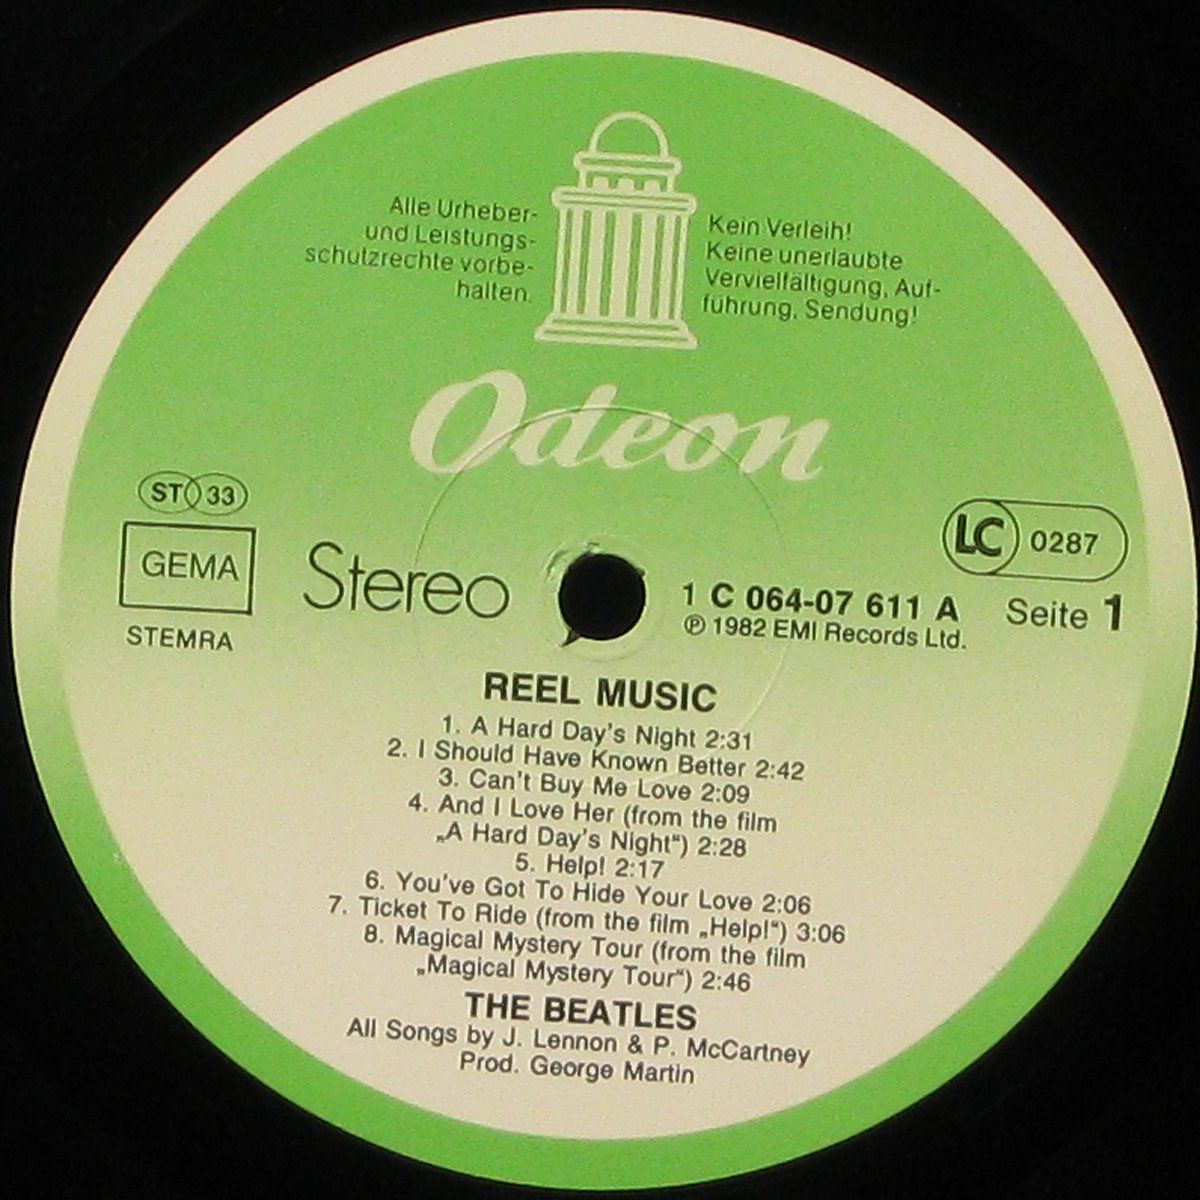 Alle Urheber-
und Leistungs-
schutzrechte vorbe-
halten.
Kein Verleih!
Keine unerlaubte
Vervielfältigung, Auf-
führung, Sendung!
Odeon
ST 33
GEMA
STEMRA
Stereo
LC 0287
1 C 064-07 611 A
℗ 1982 EMI Records Ltd.
Seite 1
REEL MUSIC
1. A Hard Day's Night 2:31
2. I Should Have Known Better 2:42
3. Can't Buy Me Love 2:09
4. And I Love Her (from the film
„A Hard Day's Night“) 2:28
5. Help! 2:17
6. You've Got To Hide Your Love 2:06
7. Ticket To Ride (from the film „Help!“) 3:06
8. Magical Mystery Tour (from the film
„Magical Mystery Tour“) 2:46
THE BEATLES
All Songs by J. Lennon & P. McCartney
Prod. George Martin